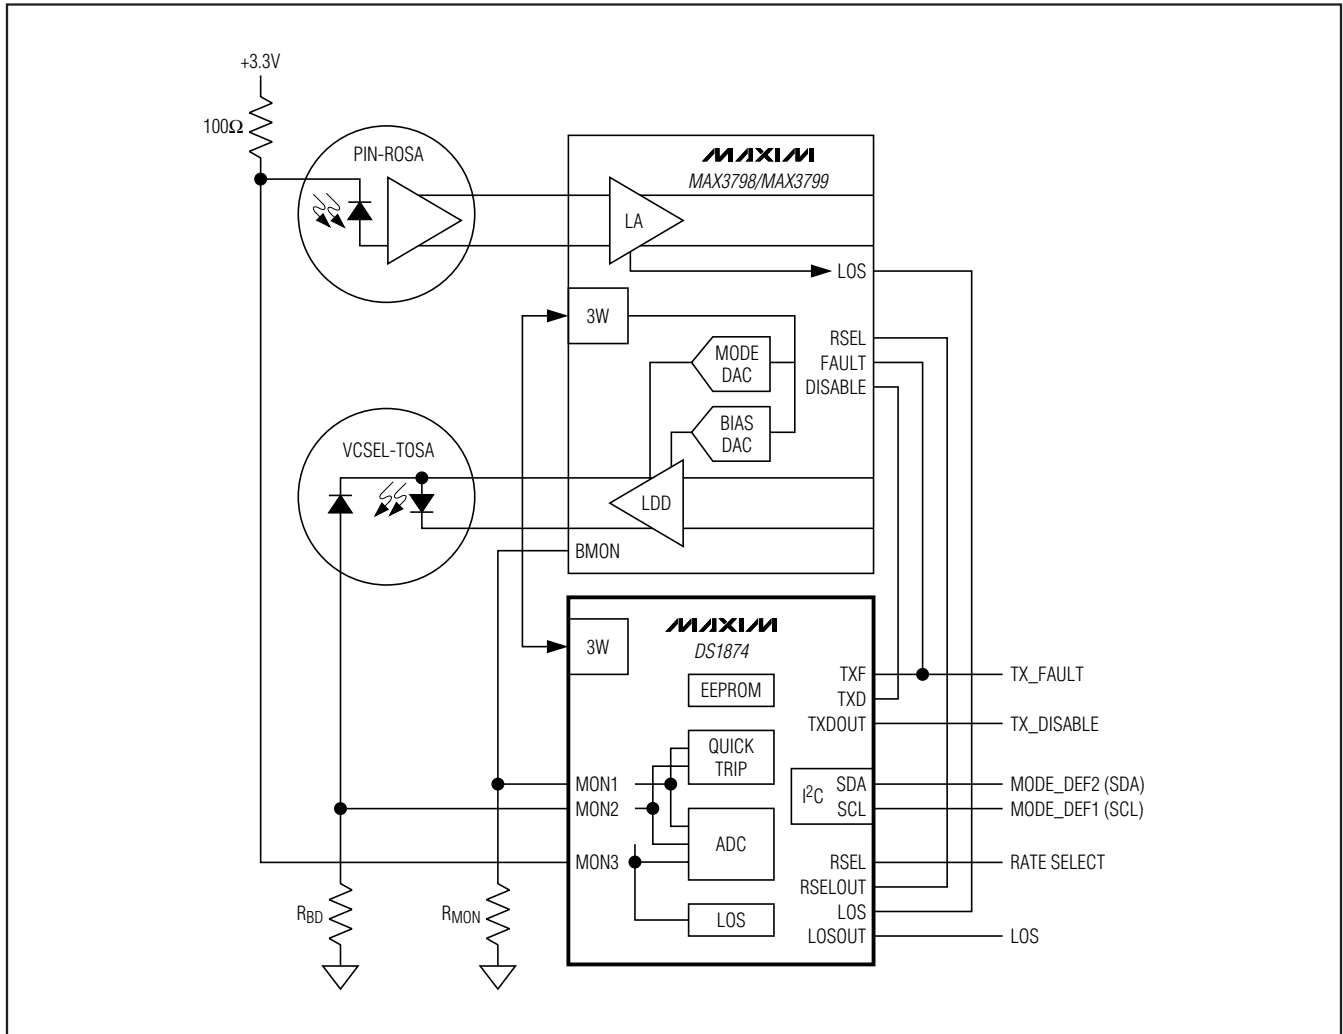 +3.3V
100Ω
PIN-ROSA
MAXIM
MAX3798/MAX3799
LA
LOS
3W
RSEL
MODE
DAC
FAULT
DISABLE
BIAS
DAC
VCSEL-TOSA
LDD
BMON
MAXIM
3W
DS1874
EEPROM
TXF
TX_FAULT
TXD
TXDOUT
TX_DISABLE
QUICK
TRIP
MON1
MON2
I²C
SDA
MODE_DEF2 (SDA)
SCL
MODE_DEF1 (SCL)
ADC
MON3
RSEL
RATE SELECT
RSELOUT
RBD
RMON
LOS
LOS
LOSOUT
LOS